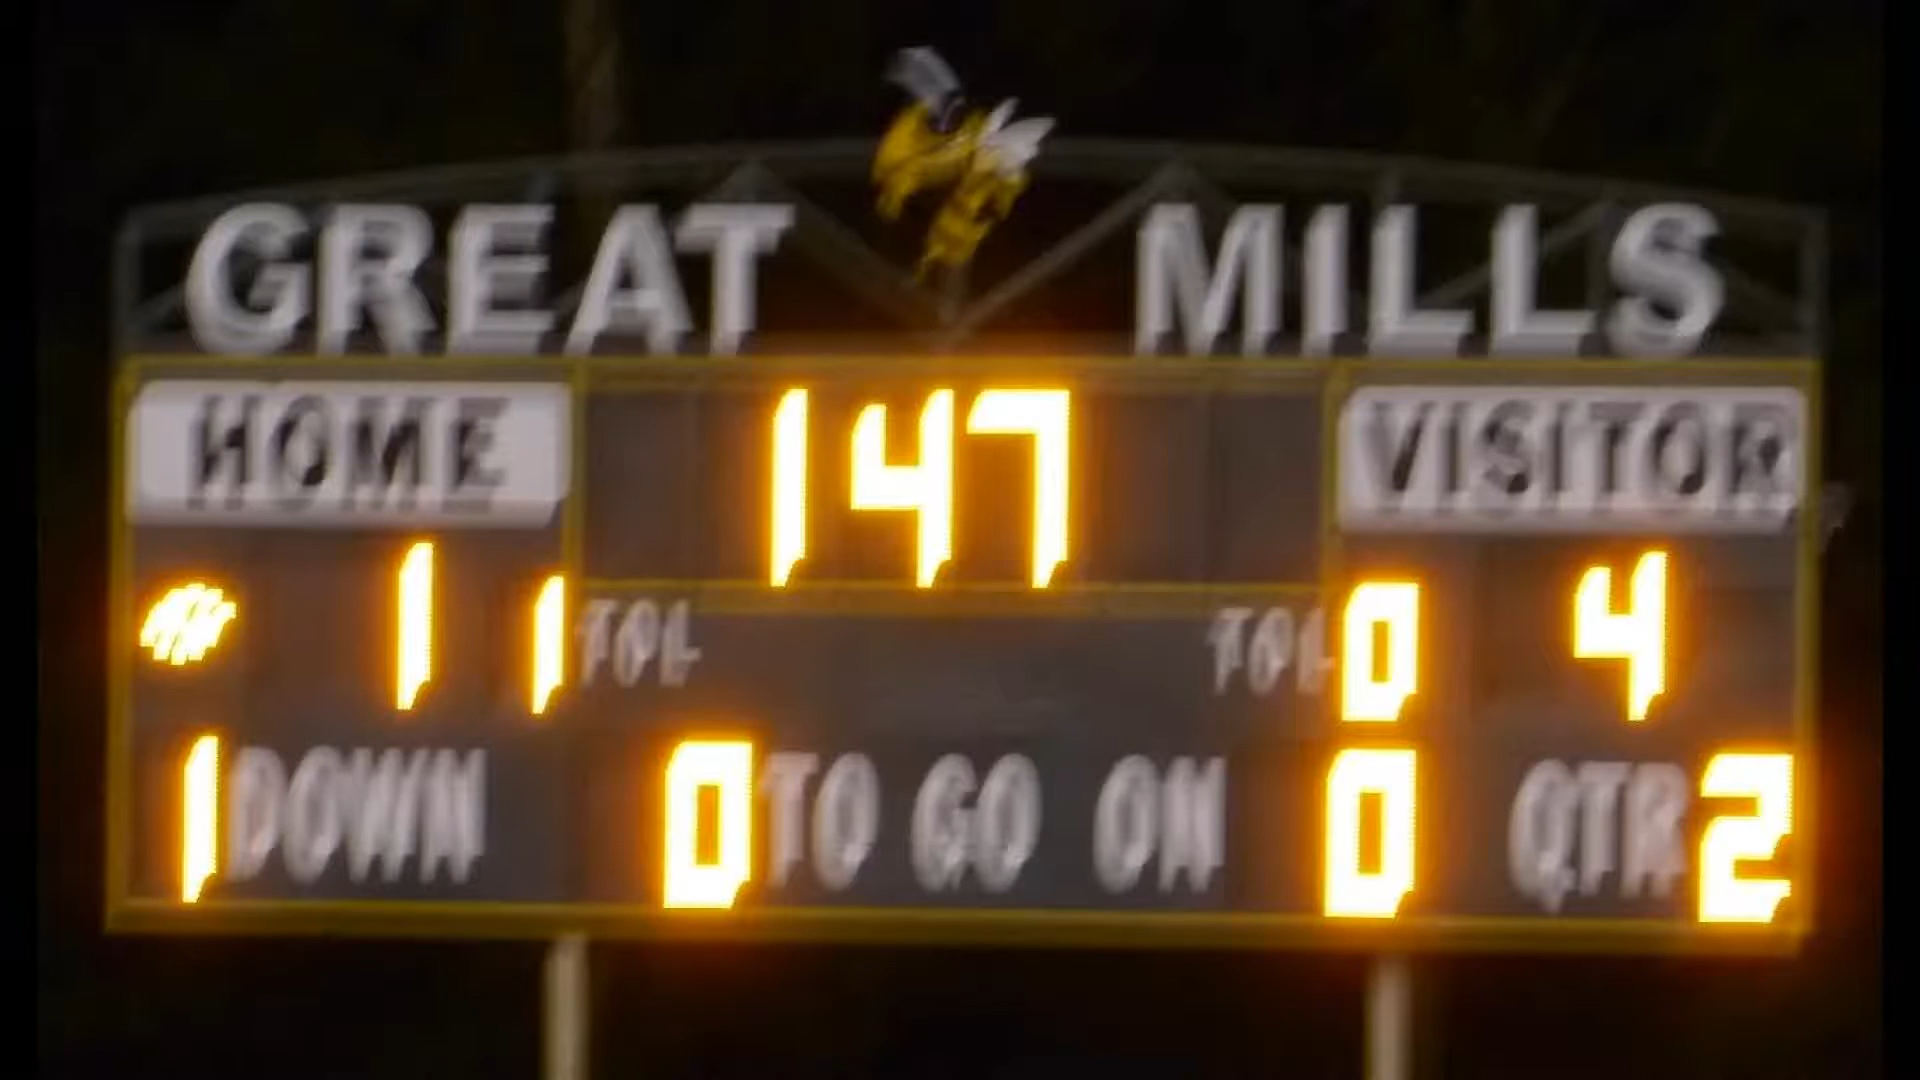 GREAT MILLS
HOME 147 VISITOR
1 1 TOL TOL 0 4
1 DOWN 0 TO GO ON 0 QTR 2